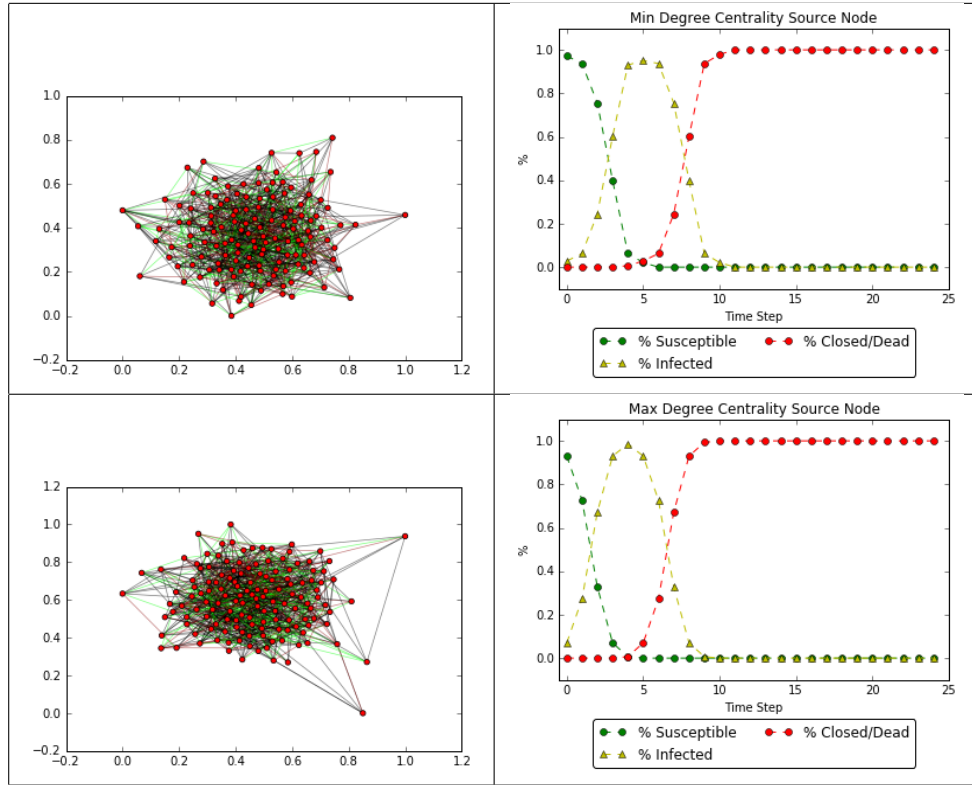 1.0
0.8
0.6
0.4
0.2
0.0
−0.2
−0.2 0.0 0.2 0.4 0.6 0.8 1.0 1.2
Min Degree Centrality Source Node
1.0
0.8
0.6
0.4
0.2
0.0
%
0 5 10 15 20 25
Time Step
% Susceptible % Closed/Dead
% Infected
1.2
1.0
0.8
0.6
0.4
0.2
0.0
−0.2
−0.2 0.0 0.2 0.4 0.6 0.8 1.0 1.2
Max Degree Centrality Source Node
1.0
0.8
0.6
0.4
0.2
0.0
%
0 5 10 15 20 25
Time Step
% Susceptible % Closed/Dead
% Infected